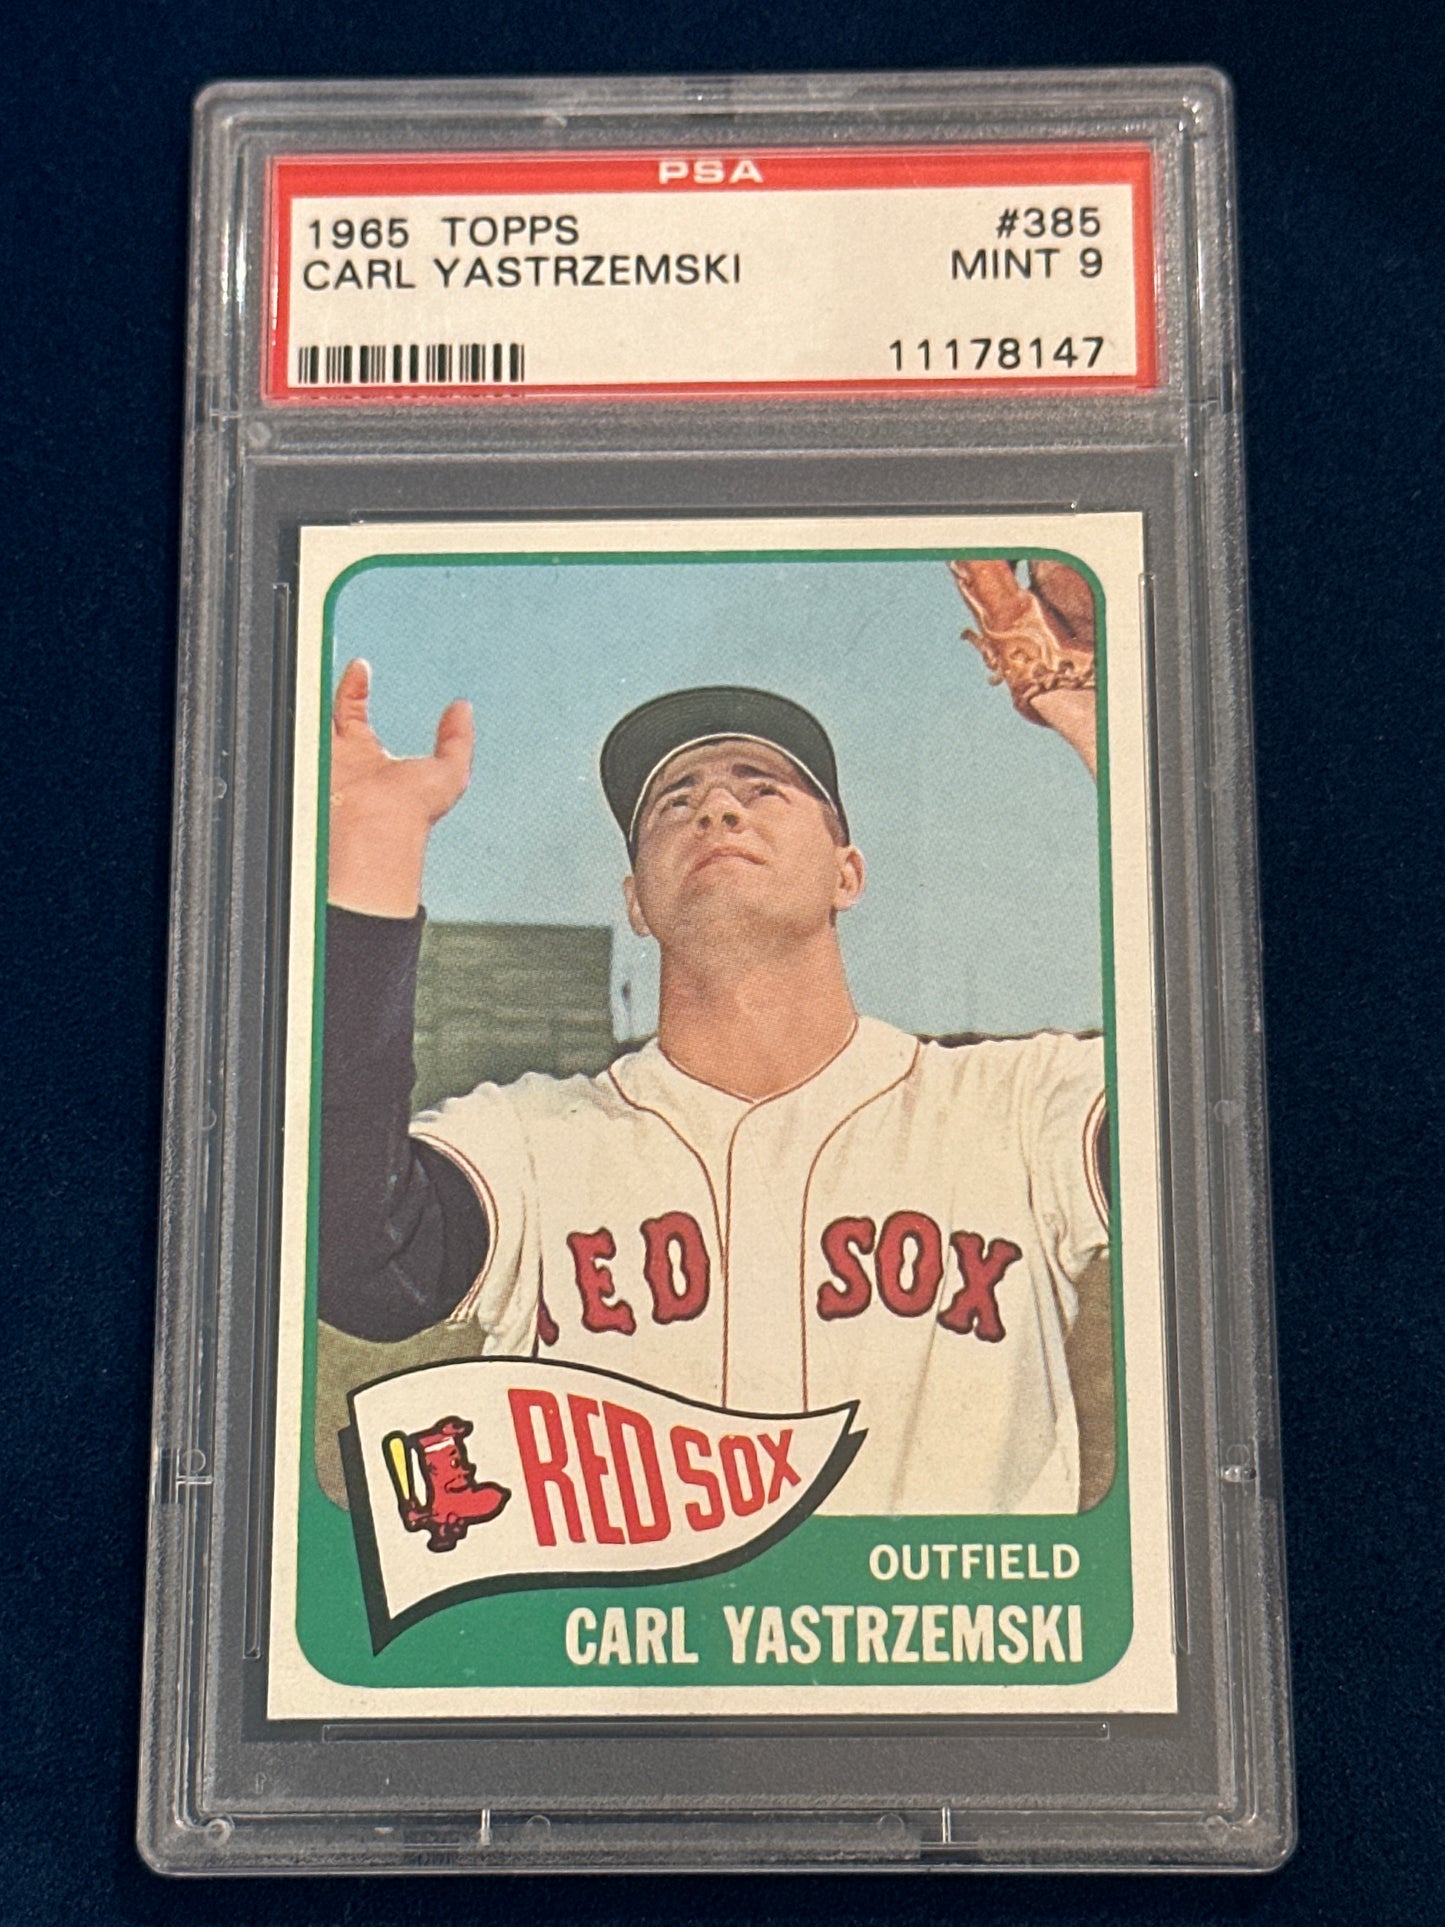 PSA
1965 TOPPS #385
CARL YASTRZEMSKI MINT 9
11178147
RED SOX
RED SOX
OUTFIELD
CARL YASTRZEMSKI